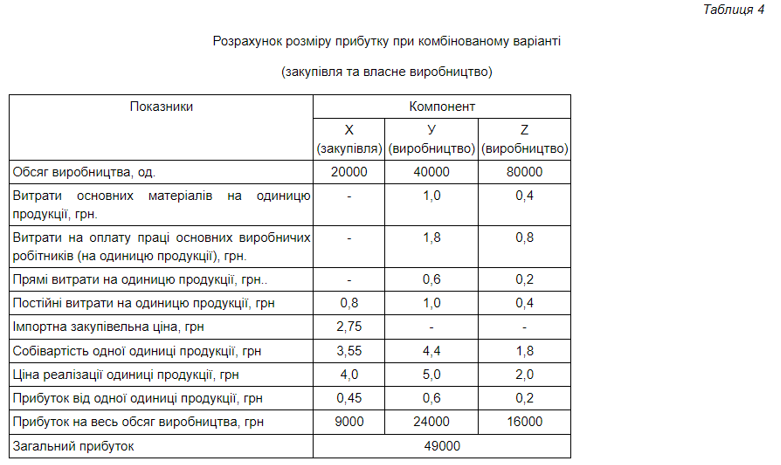 Таблиця 4
Розрахунок розміру прибутку при комбінованому варіанті
(закупівля та власне виробництво)
Показники Компонент
X У Z
(закупівля) (виробництво) (виробництво)
Обсяг виробництва, од. 20000 40000 80000
Витрати основних матеріалів на одиницю - 1,0 0,4
продукції, грн.
Витрати на оплату праці основних виробничих - 1,8 0,8
робітників (на одиницю продукції), грн.
Прямі витрати на одиницю продукції, грн.. - 0,6 0,2
Постійні витрати на одиницю продукції, грн 0,8 1,0 0,4
Імпортна закупівельна ціна, грн 2,75 - -
Собівартість одної одиниці продукції, грн 3,55 4,4 1,8
Ціна реалізації одиниці продукції, грн 4,0 5,0 2,0
Прибуток від одної одиниці продукції, грн 0,45 0,6 0,2
Прибуток на весь обсяг виробництва, грн 9000 24000 16000
Загальний прибуток 49000